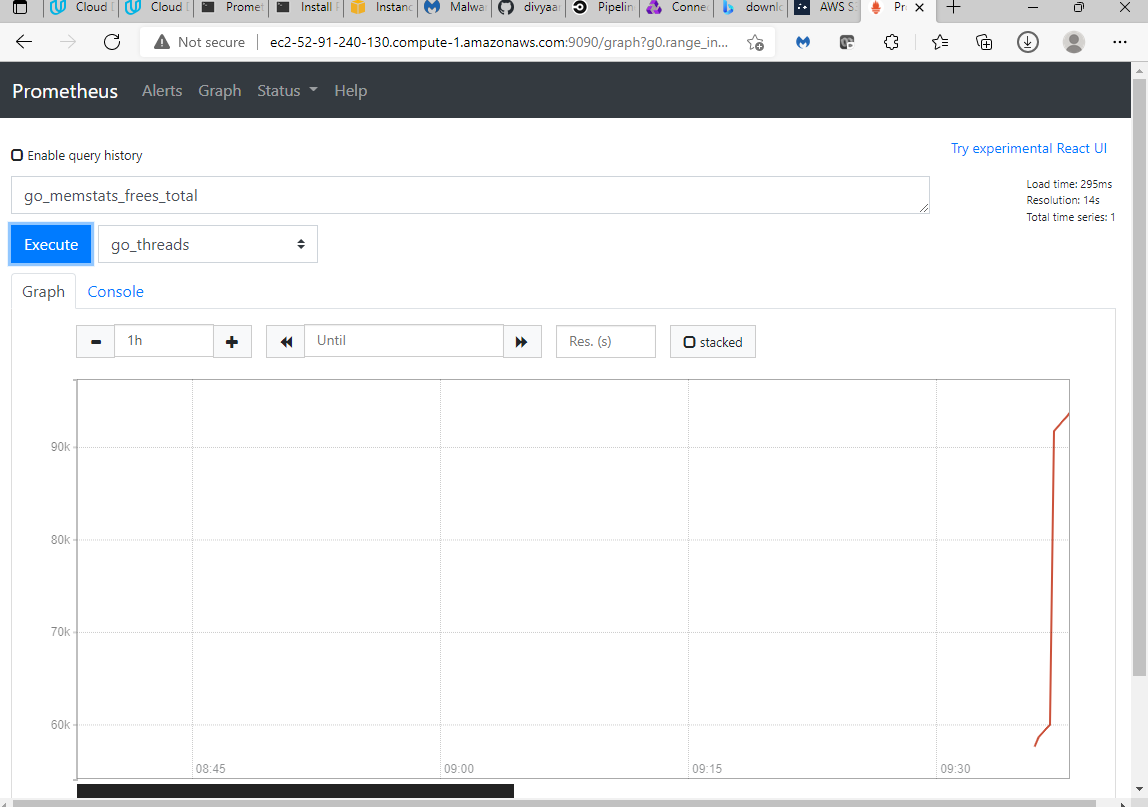 Cloud
Cloud
Promet
Install
Instanc
Malwa
divyaa
Pipelin
Conne
AWS S
Not secure
ec2-52-91-240-130.compute-1.amazonaws.com:9090/graph?g0.range_in...
Prometheus Alerts Graph Status Help
Enable query history
Try experimental React UI
go_memstats_frees_total
Load time: 295ms
Resolution: 14s
Total time series: 1
Execute go_threads
Graph Console
1h Until Res. (s) stacked
90k
80k
70k
60k
08:45 09:00 09:15 09:30